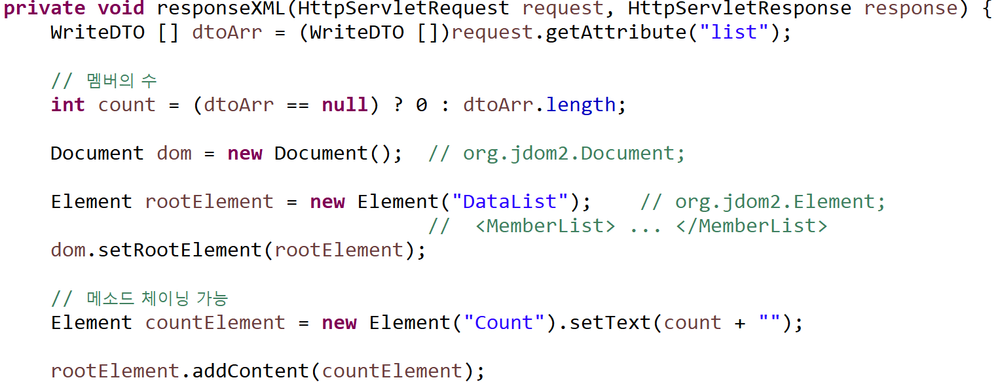 private void responseXML(HttpServletRequest request, HttpServletResponse response) {
WriteDTO [] dtoArr = (WriteDTO [])request.getAttribute("list");
// 멤버의 수
int count = (dtoArr == null) ? 0 : dtoArr.length;
Document dom = new Document(); // org.jdom2.Document;
Element rootElement = new Element("DataList"); // org.jdom2.Element;
// <MemberList> ... </MemberList>
dom.setRootElement(rootElement);
// 메소드 체이닝 가능
Element countElement = new Element("Count").setText(count + "");
rootElement.addContent(countElement);